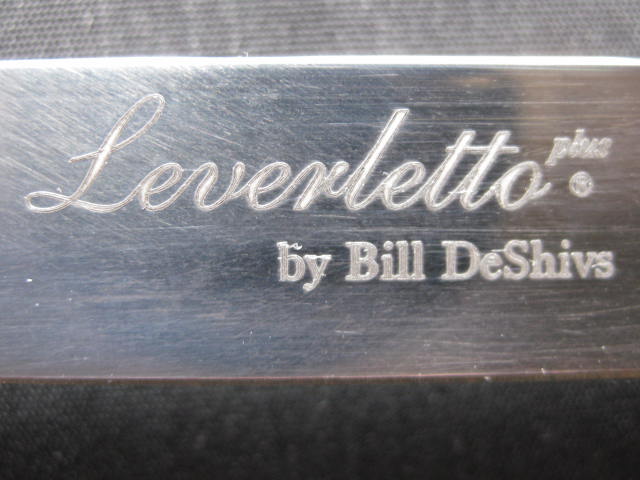 Leverletto plus ®
by Bill DeShivs